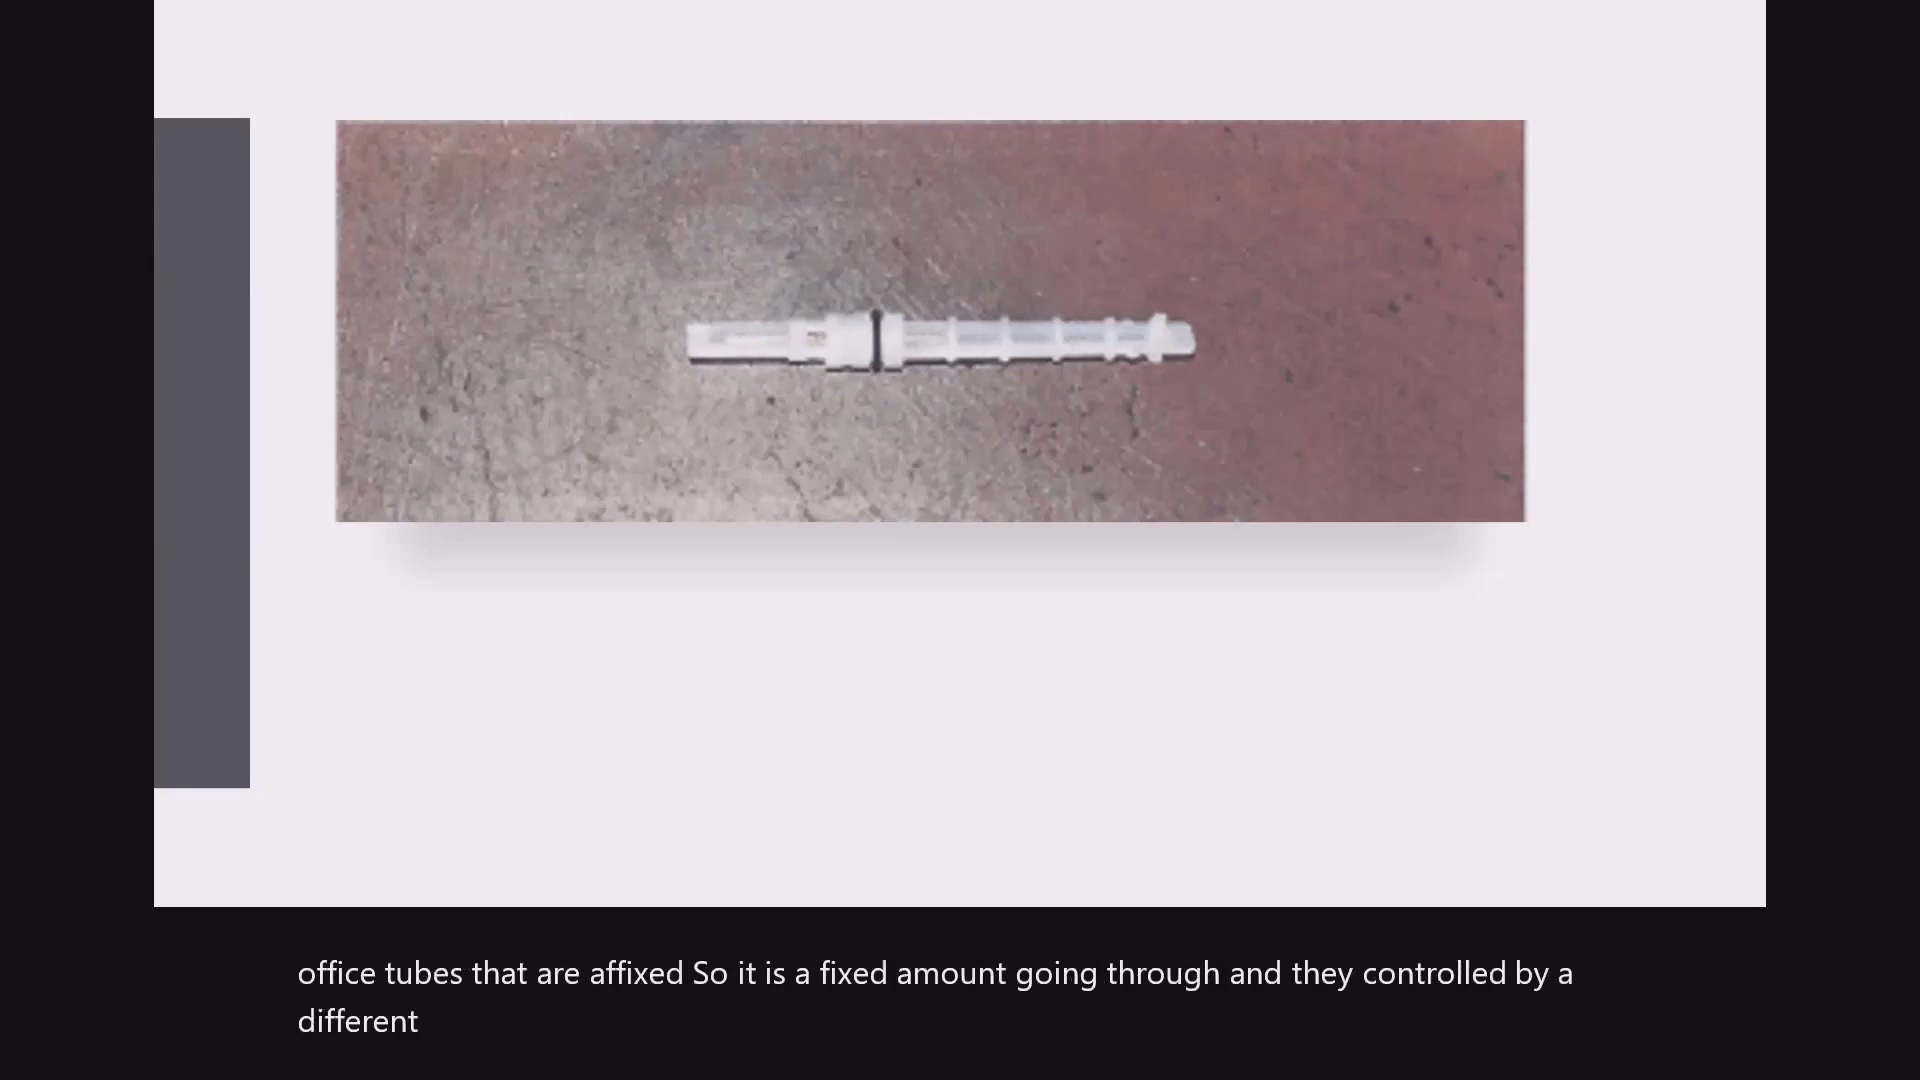 office tubes that are affixed So it is a fixed amount going through and they controlled by a
different